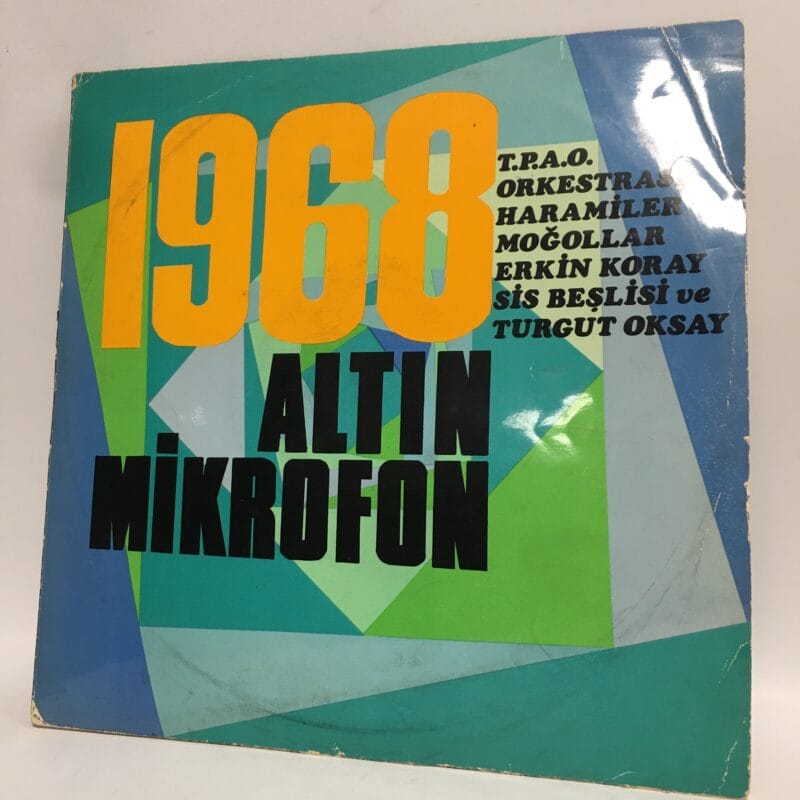 1968
ALTIN
MİKROFON
T.P.A.O.
ORKESTRASI
HARAMİLER
MOĞOLLAR
ERKİN KORAY
SİS BEŞLİSİ ve
TURGUT OKSAY